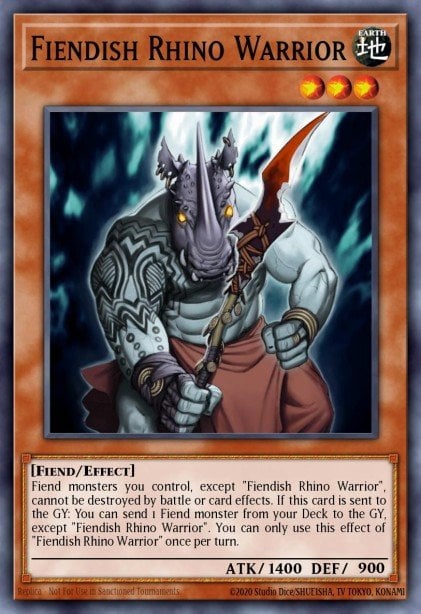 FIENDISH RHINO WARRIOR
EARTH
地
[FIEND/EFFECT]
Fiend monsters you control, except "Fiendish Rhino Warrior",
cannot be destroyed by battle or card effects. If this card is sent to
the GY: You can send 1 Fiend monster from your Deck to the GY,
except "Fiendish Rhino Warrior". You can only use this effect of
"Fiendish Rhino Warrior" once per turn.
ATK/1400 DEF/ 900
Replica - Not For Use in Sanctioned Tournaments
©2020 Studio Dice/SHUEISHA, TV TOKYO, KONAMI